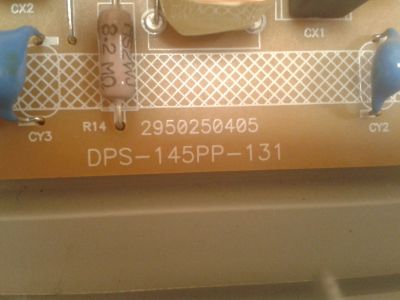 CX2
CX1
8.2 MΩ
CY3
R14
2950250405
CY2
DPS-145PP-131